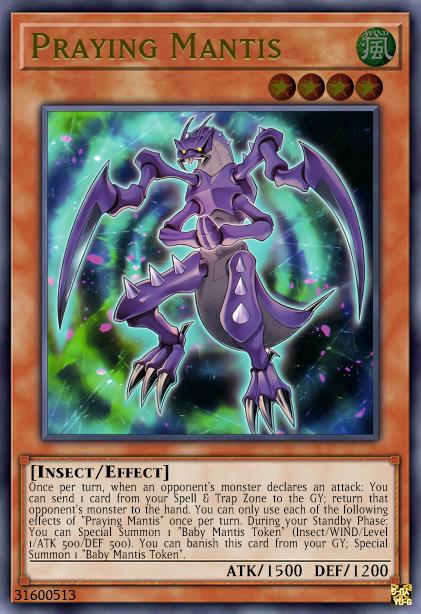 PRAYING MANTIS
WIND
風
[INSECT/EFFECT]
Once per turn, when an opponent's monster declares an attack: You
can send 1 card from your Spell & Trap Zone to the GY; return that
opponent's monster to the hand. You can only use each of the following
effects of "Praying Mantis" once per turn. During your Standby Phase:
You can Special Summon 1 "Baby Mantis Token" (Insect/WIND/Level
1/ATK 500/DEF 500). You can banish this card from your GY; Special
Summon 1 "Baby Mantis Token".
ATK/1500 DEF/1200
31600513